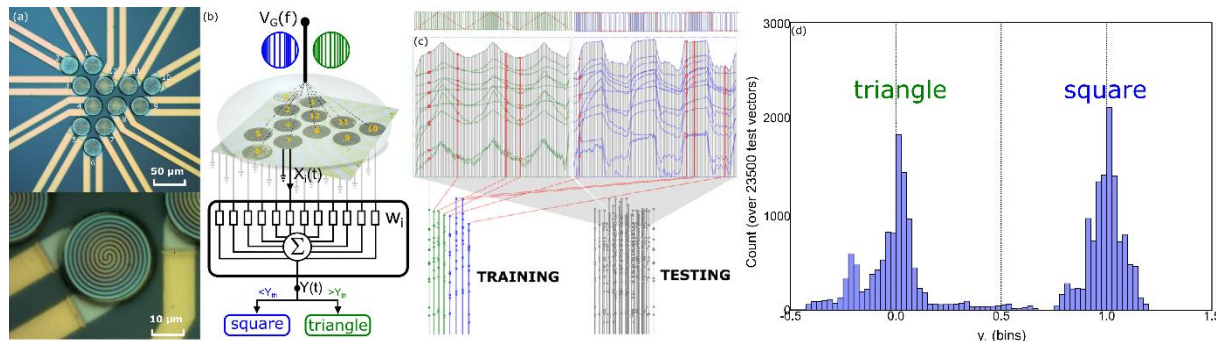 (a)
50 µm
10 µm
(b)
V_G(f)
X_i(t)
W_i
Σ
Y(t)
<Y_th >Y_th
square triangle
(c)
TRAINING TESTING
(d)
triangle square
Count (over 23500 test vectors)
3000
2000
1000
0
-0.5 0.0 0.5 1.0 1.5
y, (bins)